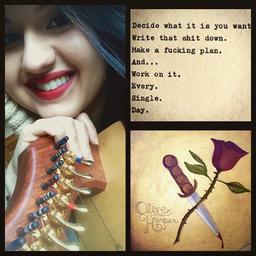 Decide what it is you want
Write that shit down.
Make a fucking plan.
And...
Work on it.
Every.
Single.
Day.
Olive
Harper